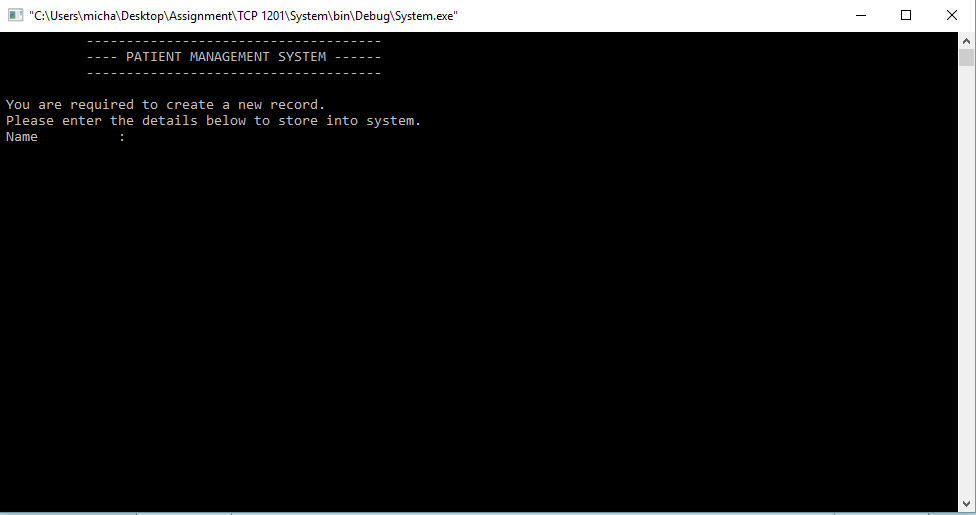 "C:\Users\micha\Desktop\Assignment\TCP 1201\System\bin\Debug\System.exe"
-------------------------------------
---- PATIENT MANAGEMENT SYSTEM ------
-------------------------------------
You are required to create a new record.
Please enter the details below to store into system.
Name          :